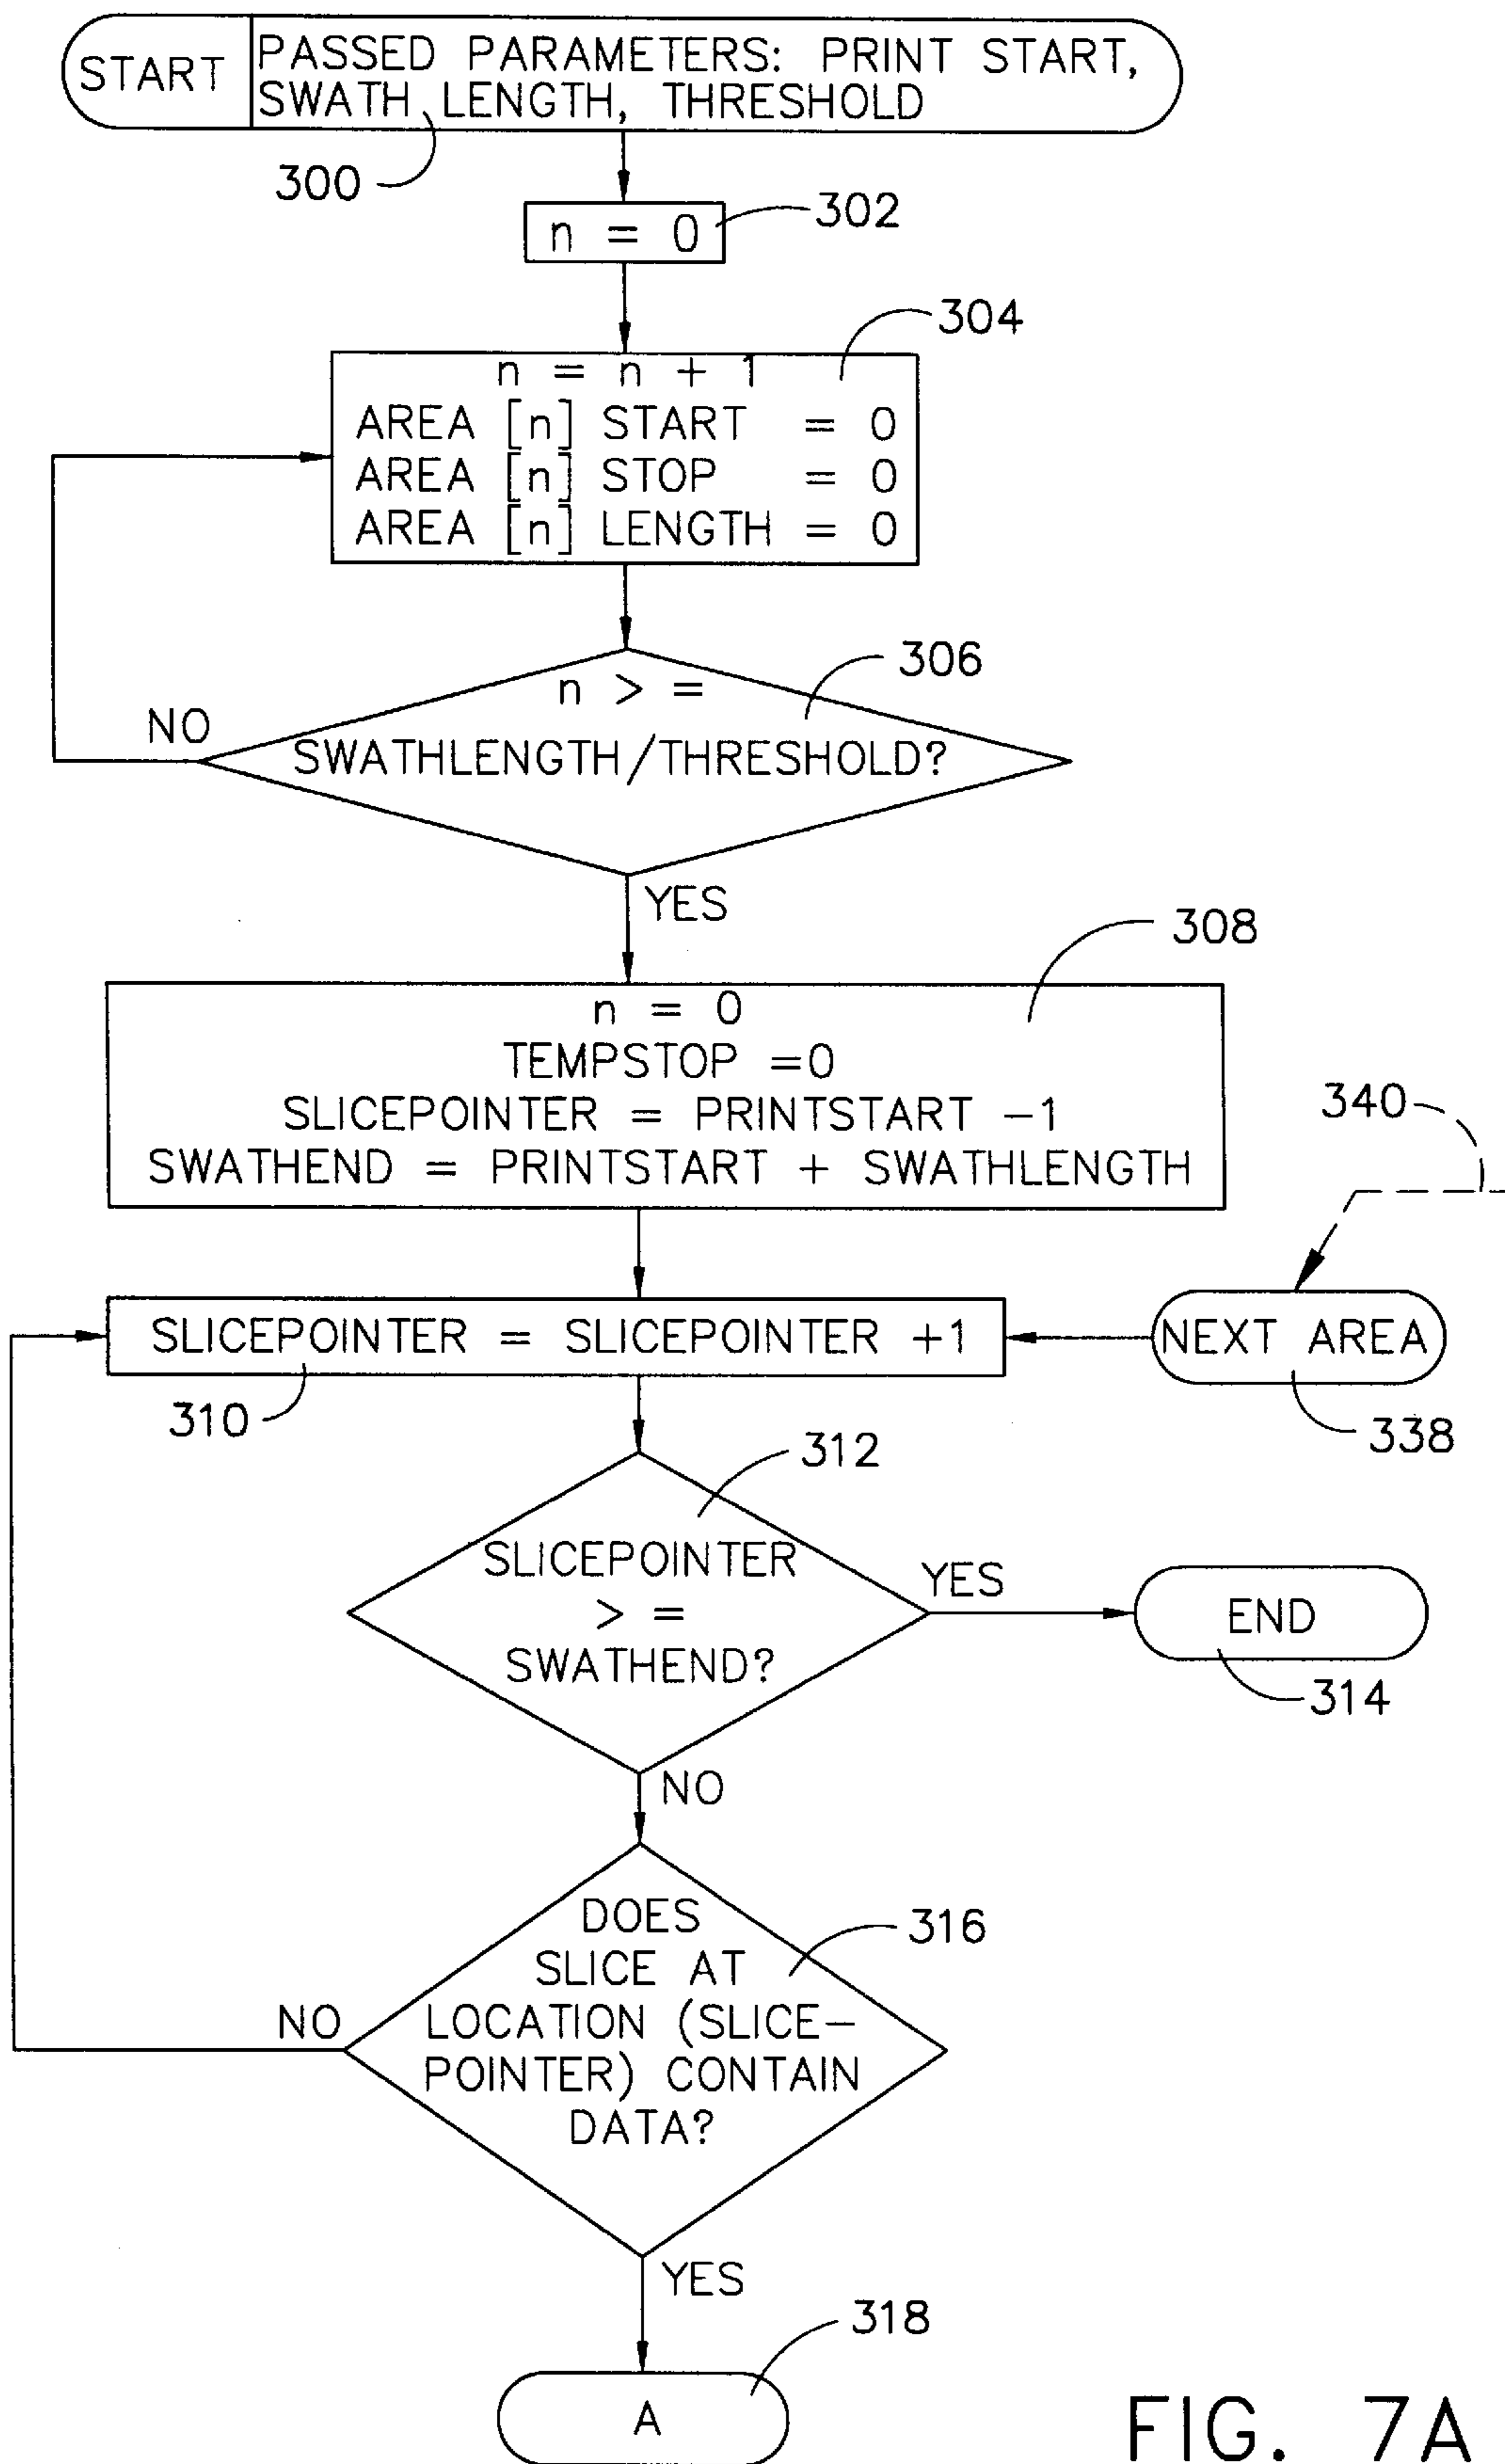 START
PASSED PARAMETERS: PRINT START,
SWATH LENGTH, THRESHOLD
300
n = 0
302
304
n = n + 1
AREA [n] START = 0
AREA [n] STOP = 0
AREA [n] LENGTH = 0
306
n > =
NO
SWATHLENGTH/THRESHOLD?
YES
308
n = 0
TEMPSTOP =0
SLICEPOINTER = PRINTSTART -1
SWATHEND = PRINTSTART + SWATHLENGTH
340
SLICEPOINTER = SLICEPOINTER +1
NEXT AREA
310
338
312
SLICEPOINTER
> =
SWATHEND?
YES
END
314
NO
DOES
SLICE AT
LOCATION (SLICE-
POINTER) CONTAIN
DATA?
316
NO
YES
318
A
FIG. 7A